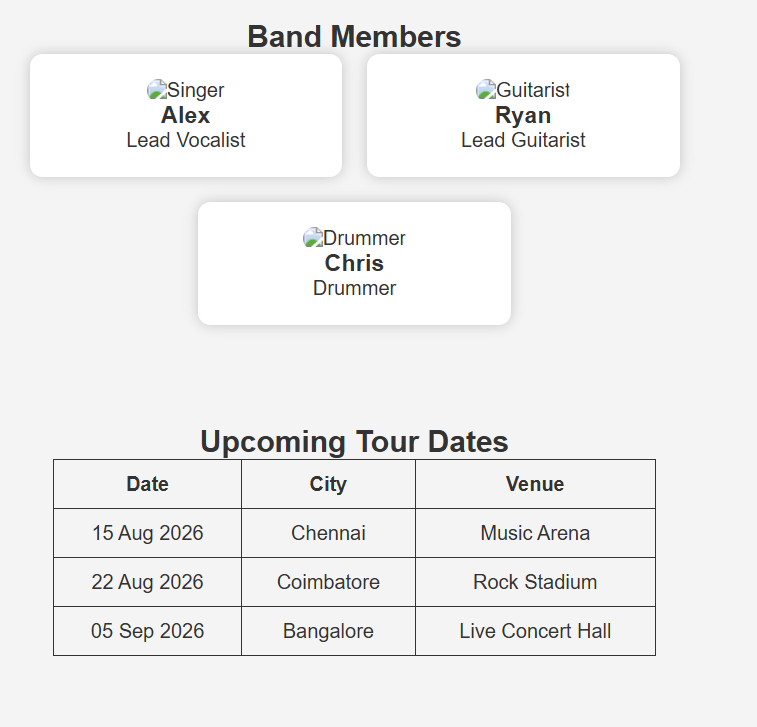 Band Members
Singer
Alex
Lead Vocalist
Guitarist
Ryan
Lead Guitarist
Drummer
Chris
Drummer
Upcoming Tour Dates
Date City Venue
15 Aug 2026 Chennai Music Arena
22 Aug 2026 Coimbatore Rock Stadium
05 Sep 2026 Bangalore Live Concert Hall